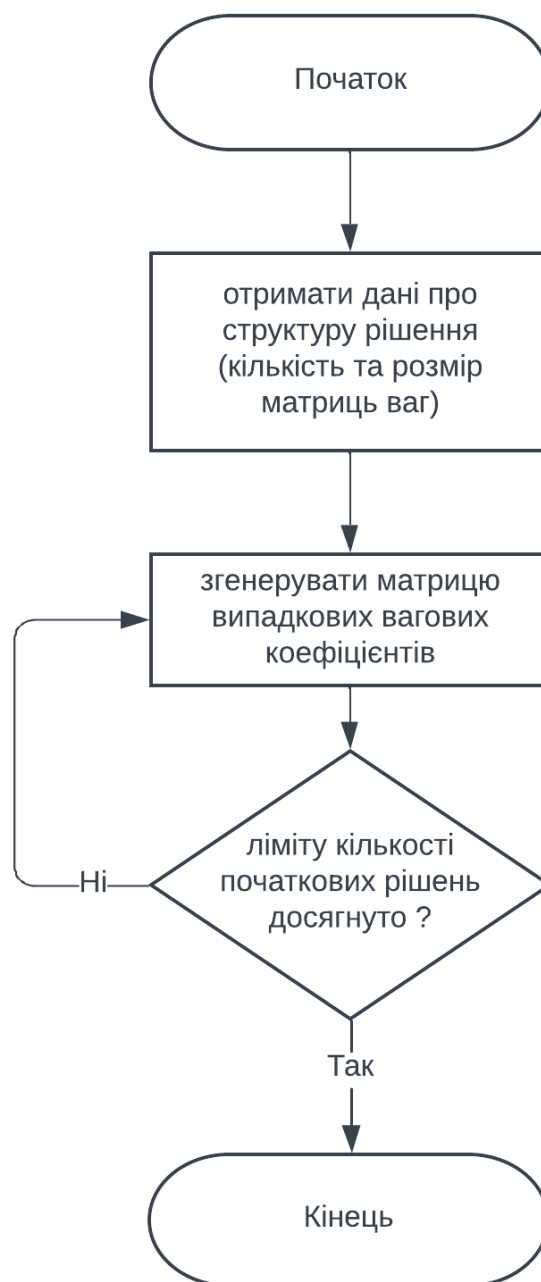 Початок
отримати дані про
структуру рішення
(кількість та розмір
матриць ваг)
згенерувати матрицю
випадкових вагових
коефіцієнтів
ліміту кількості
початкових рішень
досягнуто ?
Ні
Так
Кінець